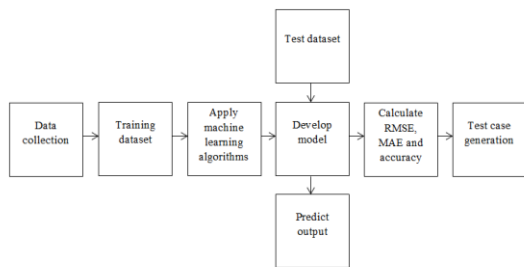 Test dataset
Data
collection
Training
dataset
Apply
machine
learning
algorithms
Develop
model
Calculate
RMSE,
MAE and
accuracy
Test case
generation
Predict
output